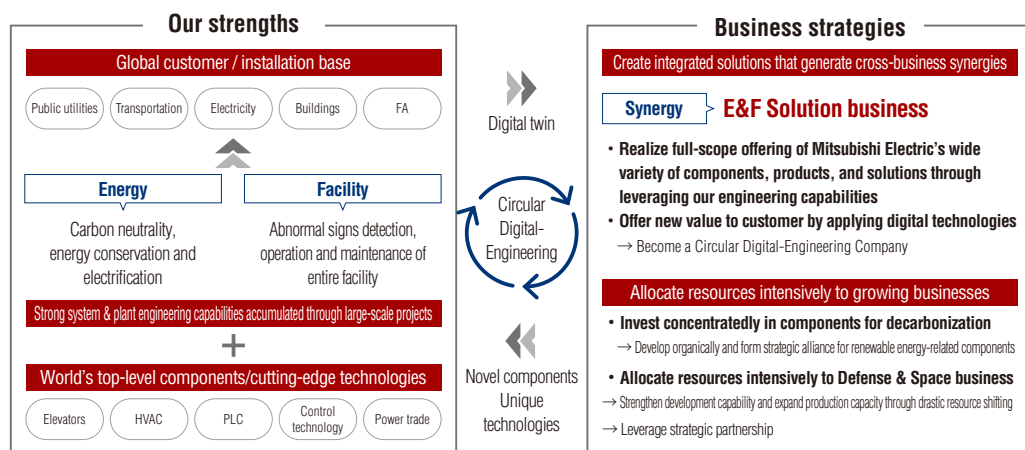 Our strengths
Global customer / installation base
Public utilities
Transportation
Electricity
Buildings
FA
Energy
Facility
Carbon neutrality,
energy conservation and
electrification
Abnormal signs detection,
operation and maintenance of
entire facility
Strong system & plant engineering capabilities accumulated through large-scale projects
+
World's top-level components/cutting-edge technologies
Elevators
HVAC
PLC
Control
technology
Power trade
Digital twin
Circular
Digital-
Engineering
Novel components
Unique
technologies
Business strategies
Create integrated solutions that generate cross-business synergies
Synergy
E&F Solution business
• Realize full-scope offering of Mitsubishi Electric's wide
variety of components, products, and solutions through
leveraging our engineering capabilities
• Offer new value to customer by applying digital technologies
→ Become a Circular Digital-Engineering Company
Allocate resources intensively to growing businesses
• Invest concentratedly in components for decarbonization
→ Develop organically and form strategic alliance for renewable energy-related components
• Allocate resources intensively to Defense & Space business
→ Strengthen development capability and expand production capacity through drastic resource shifting
→ Leverage strategic partnership